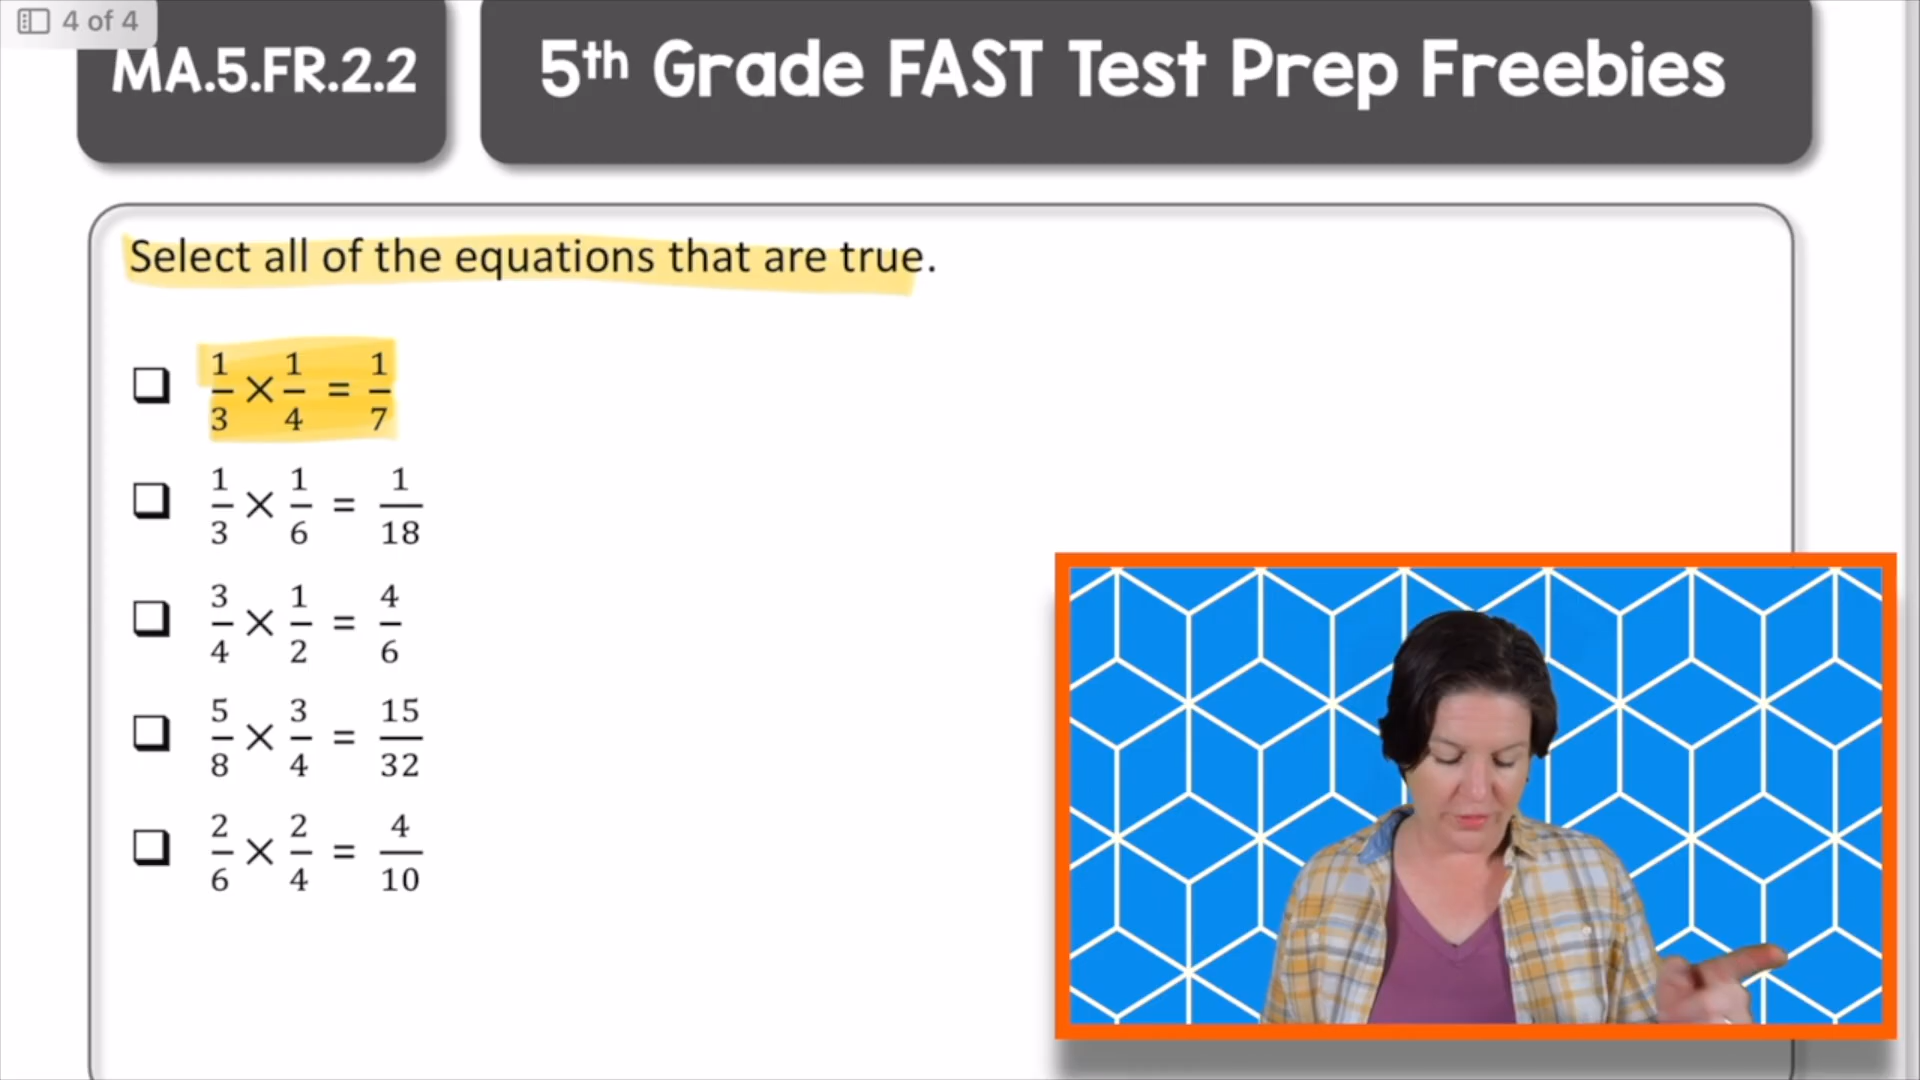 4 of 4
MA.5.FR.2.2
5th Grade FAST Test Prep Freebies
Select all of the equations that are true.
❑ 1/3 × 1/4 = 1/7
❑ 1/3 × 1/6 = 1/18
❑ 3/4 × 1/2 = 4/6
❑ 5/8 × 3/4 = 15/32
❑ 2/6 × 2/4 = 4/10